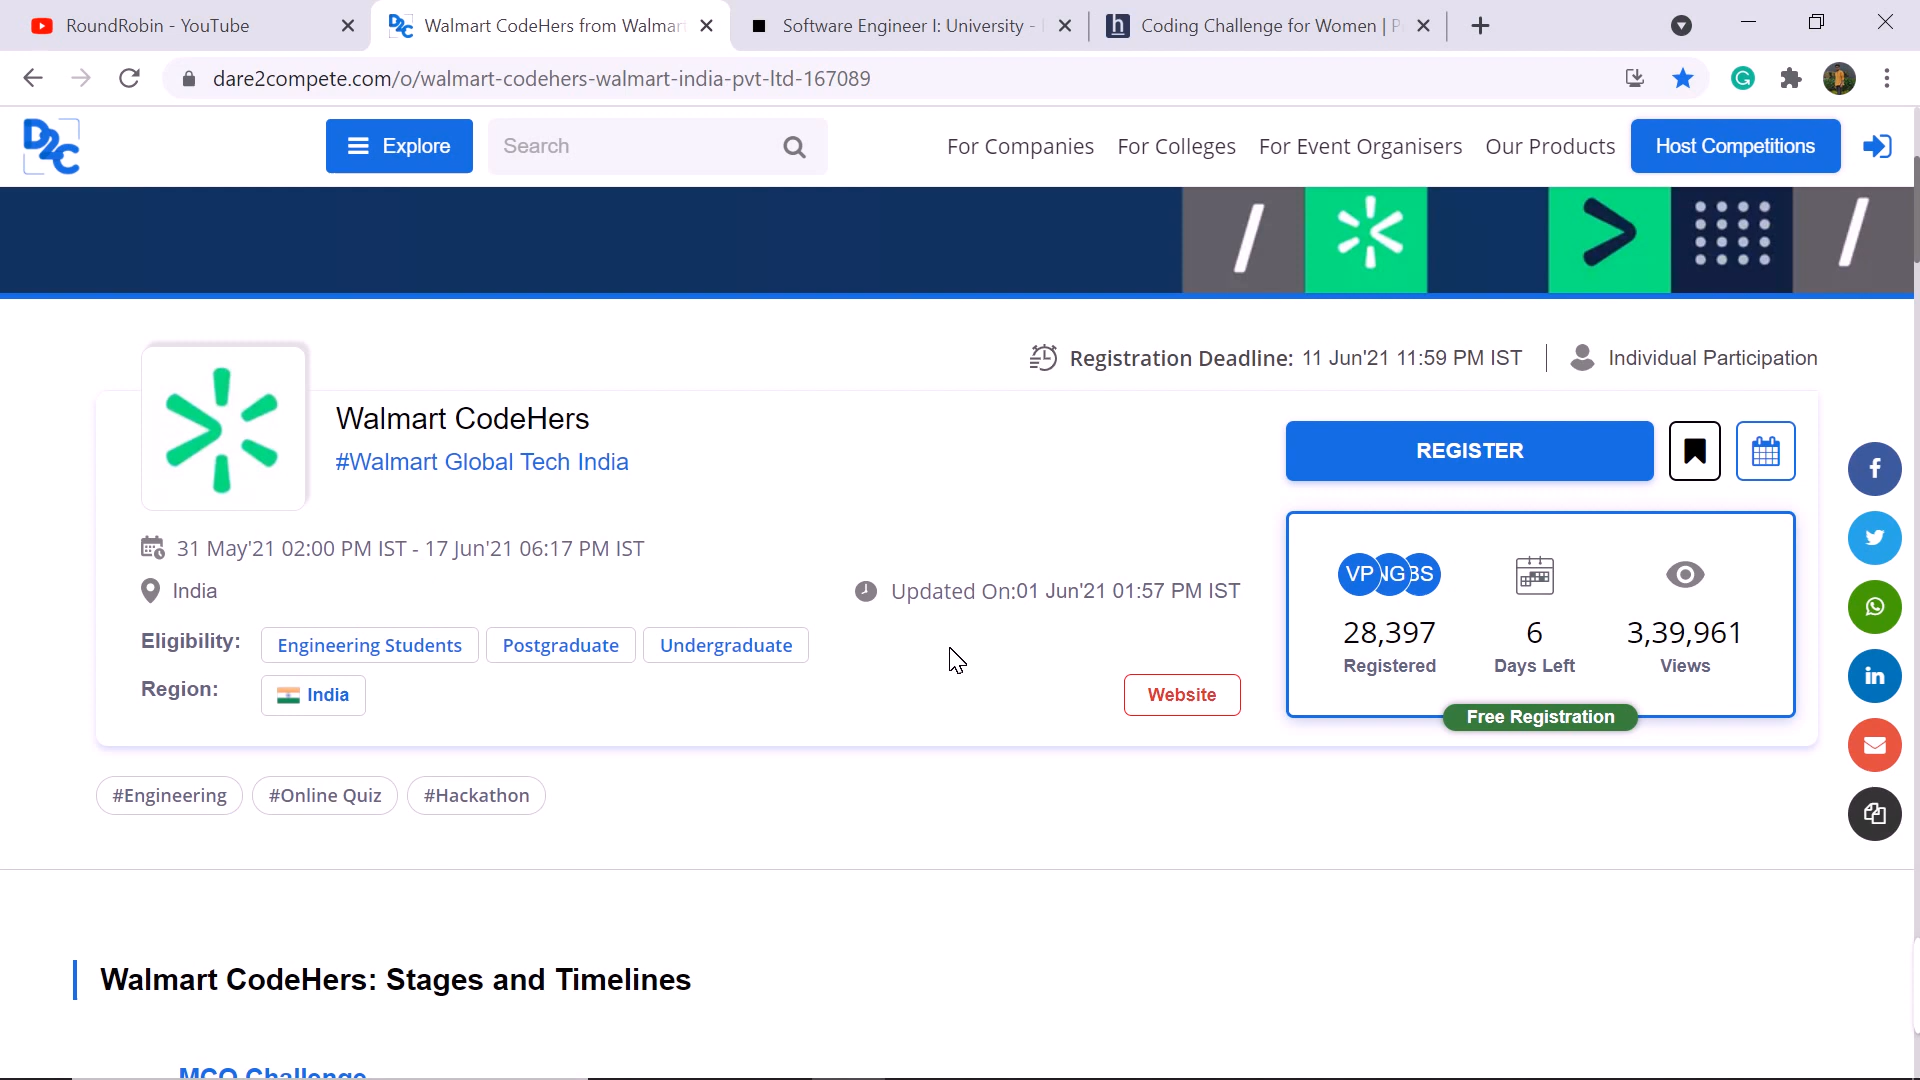 RoundRobin - YouTube
Walmart CodeHers from Walmar
Software Engineer I: University -
Coding Challenge for Women | P
dare2compete.com/o/walmart-codehers-walmart-india-pvt-ltd-167089
D2C
Explore
Search
For Companies
For Colleges
For Event Organisers
Our Products
Host Competitions
Registration Deadline: 11 Jun'21 11:59 PM IST
Individual Participation
Walmart CodeHers
#Walmart Global Tech India
REGISTER
31 May'21 02:00 PM IST - 17 Jun'21 06:17 PM IST
India
Updated On:01 Jun'21 01:57 PM IST
VP NG BS
28,397
Registered
6
Days Left
3,39,961
Views
Eligibility:
Engineering Students
Postgraduate
Undergraduate
Region:
India
Website
Free Registration
#Engineering
#Online Quiz
#Hackathon
Walmart CodeHers: Stages and Timelines
MCQ Challenge